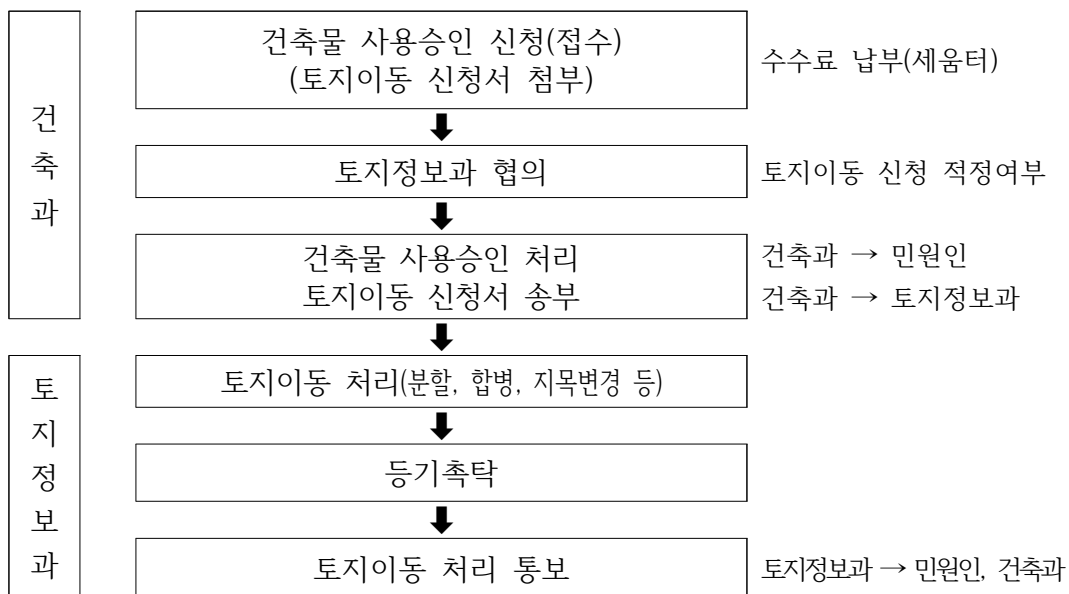 건축과
건축물 사용승인 신청(접수)
(토지이동 신청서 첨부)
수수료 납부(세움터)
토지정보과 협의
토지이동 신청 적정여부
건축물 사용승인 처리
토지이동 신청서 송부
건축과 → 민원인
건축과 → 토지정보과
토지정보과
토지이동 처리(분할, 합병, 지목변경 등)
등기촉탁
토지이동 처리 통보
토지정보과 → 민원인, 건축과